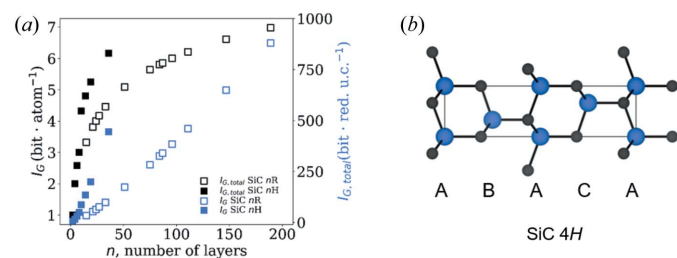 (a)
7
6
5
4
3
2
1
I_G (bit · atom⁻¹)
1000
750
500
250
0
I_G,total(bit · red. u.c.⁻¹)
I_G,total SiC nR
I_G,total SiC nH
I_G SiC nR
I_G SiC nH
0 50 100 150 200
n, number of layers
(b)
A B A C A
SiC 4H